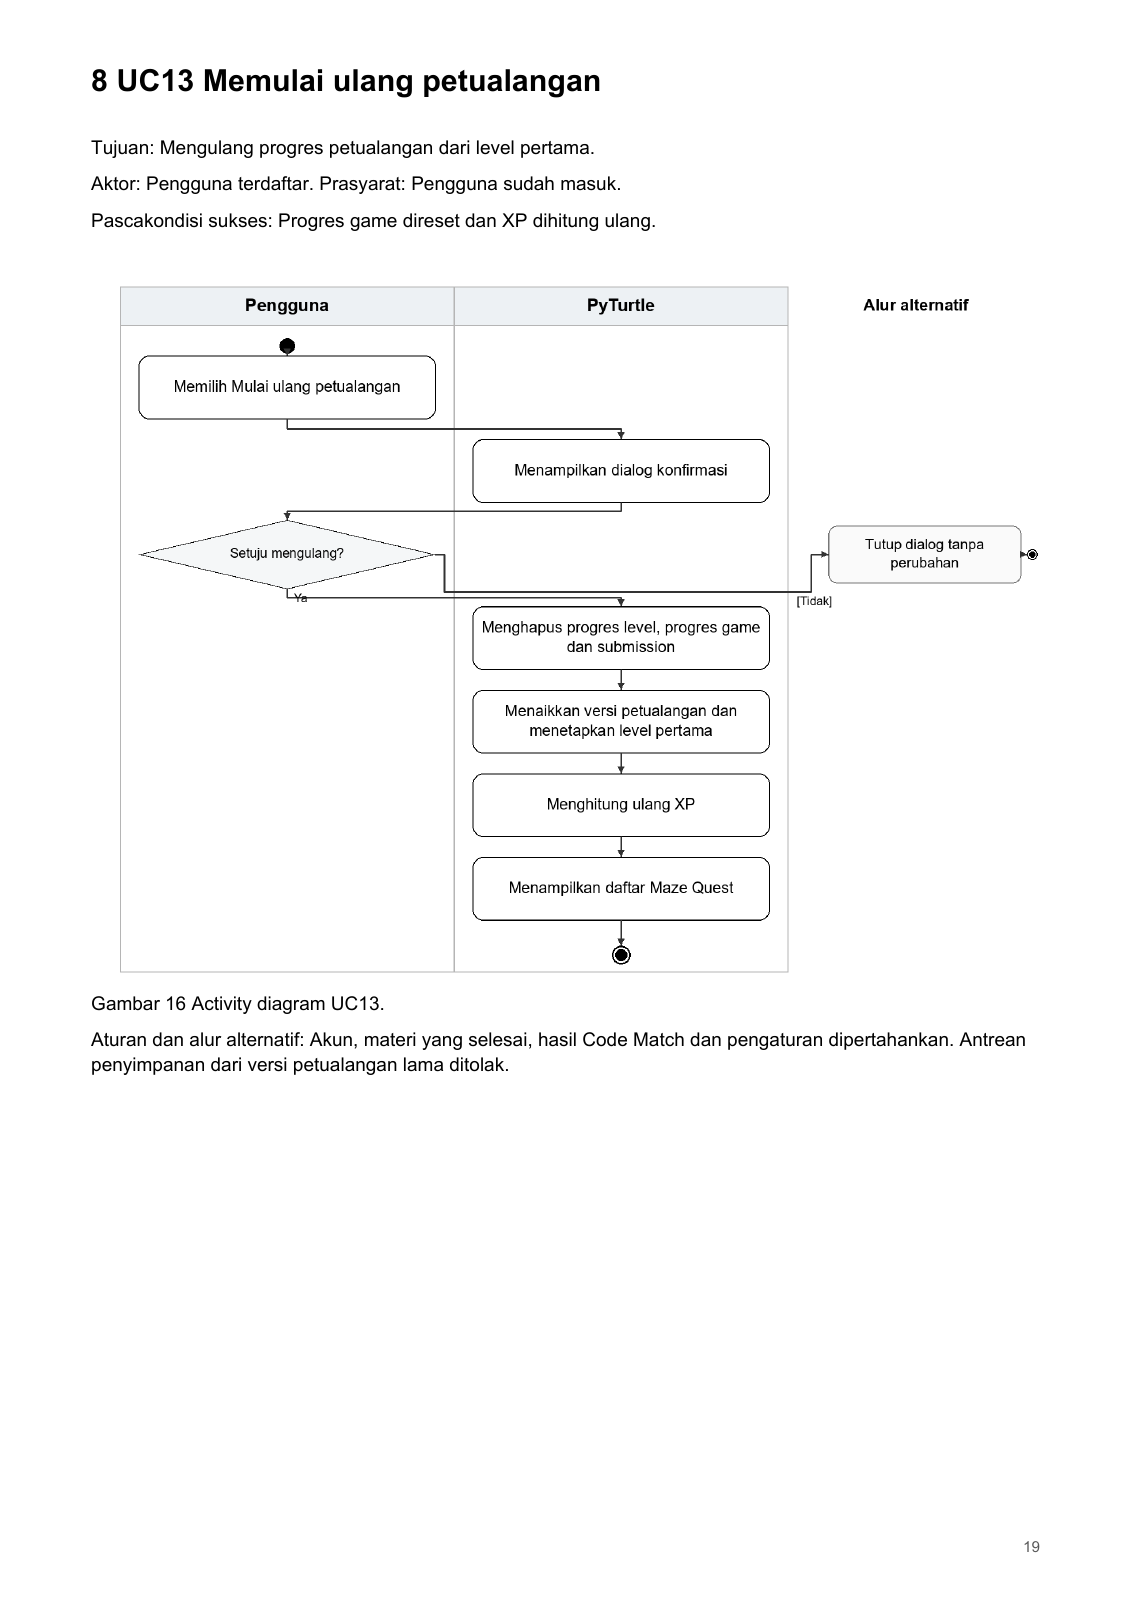 8 UC13 Memulai ulang petualangan
Tujuan: Mengulang progres petualangan dari level pertama.
Aktor: Pengguna terdaftar. Prasyarat: Pengguna sudah masuk.
Pascakondisi sukses: Progres game direset dan XP dihitung ulang.
Pengguna
PyTurtle
Alur alternatif
Memilih Mulai ulang petualangan
Menampilkan dialog konfirmasi
Setuju mengulang?
Tutup dialog tanpa
perubahan
Ya
[Tidak]
Menghapus progres level, progres game
dan submission
Menaikkan versi petualangan dan
menetapkan level pertama
Menghitung ulang XP
Menampilkan daftar Maze Quest
Gambar 16 Activity diagram UC13.
Aturan dan alur alternatif: Akun, materi yang selesai, hasil Code Match dan pengaturan dipertahankan. Antrean
penyimpanan dari versi petualangan lama ditolak.
19